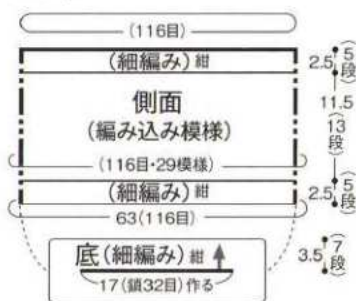 (116目)
(細編み)紺
2.5(5段)
側面
(編み込み模様)
11.5(13段)
(116目・29模様)
(細編み)紺
2.5(5段)
63(116目)
底(細編み)紺
3.5(7段)
17(鎖32目)作る